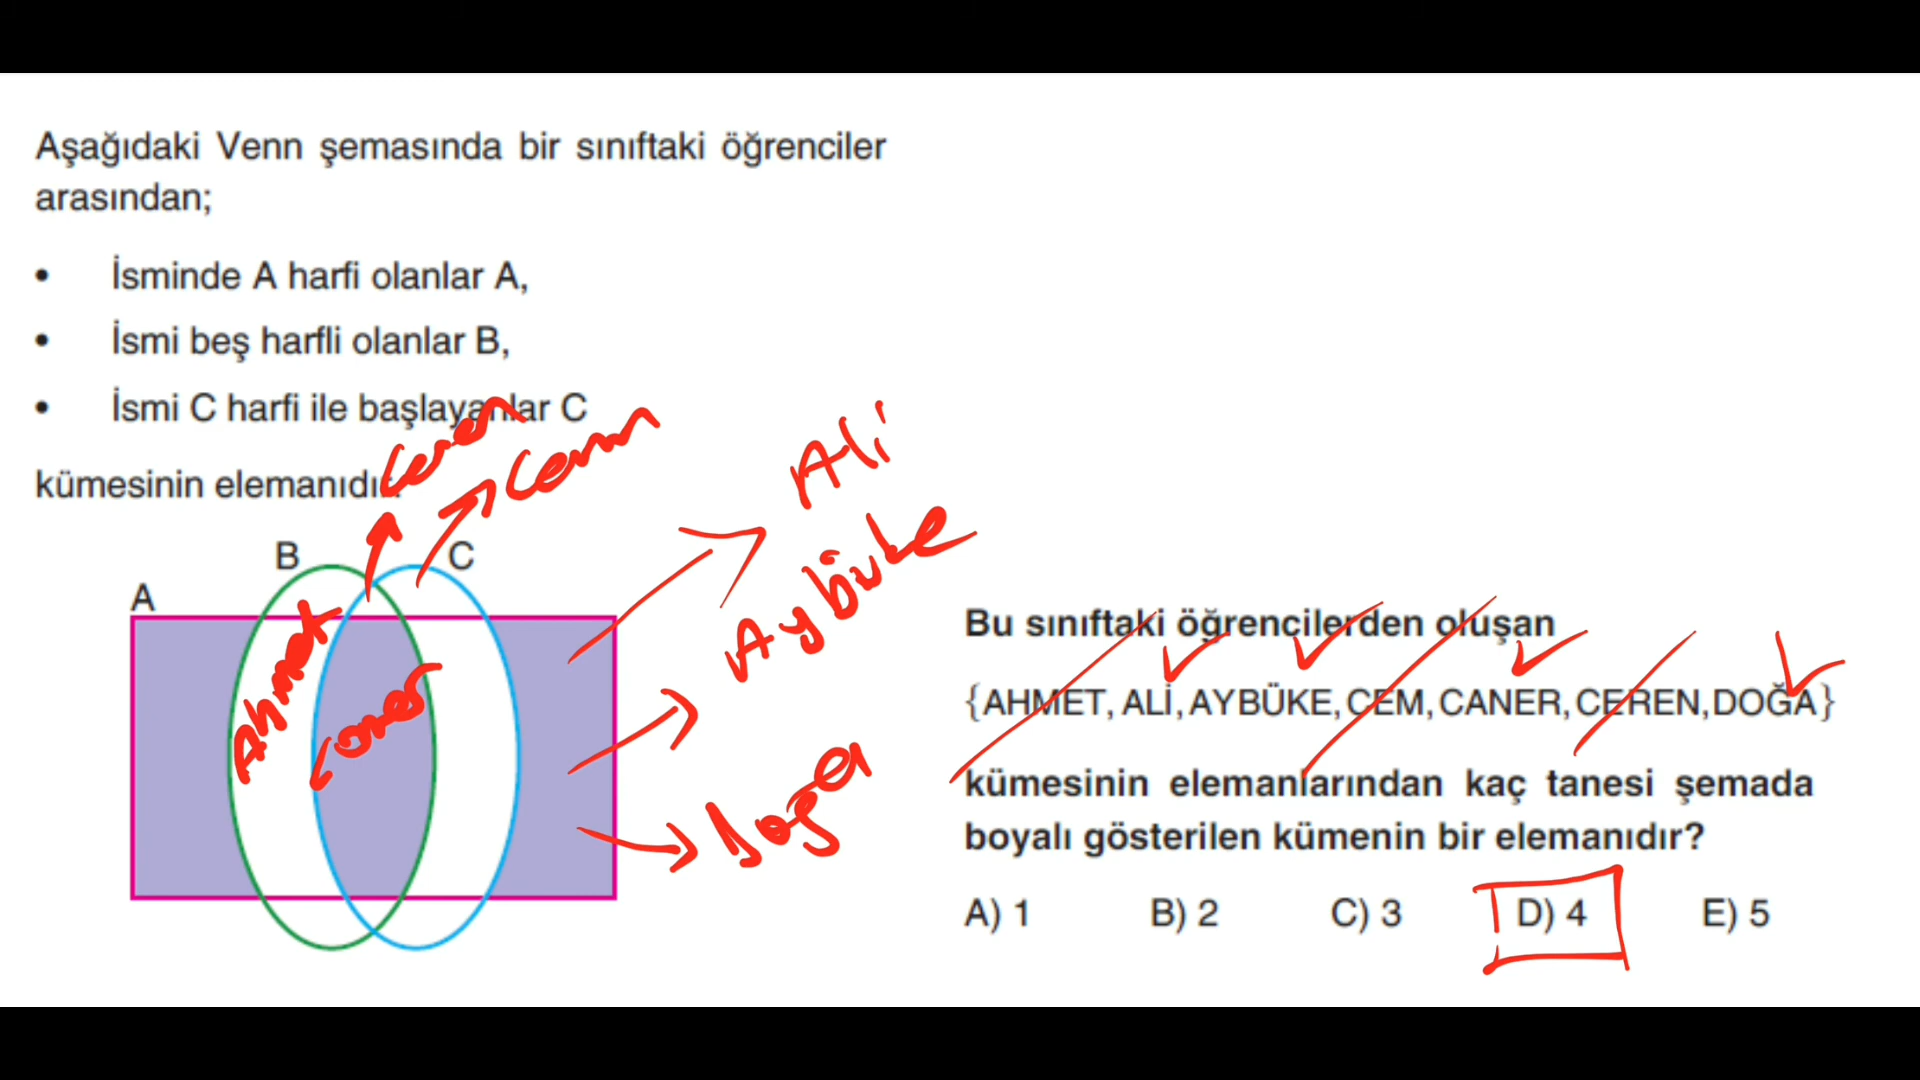 Aşağıdaki Venn şemasında bir sınıftaki öğrenciler
arasından;
• İsminde A harfi olanlar A,
• İsmi beş harfli olanlar B,
• İsmi C harfi ile başlayanlar C
kümesinin elemanıdır.
Ceren
Cem
Ali
Aybüke
Doğa
B
C
A
Ahmet
Caner
Bu sınıftaki öğrencilerden oluşan
{AHMET, ALİ, AYBÜKE, CEM, CANER, CEREN, DOĞA}
kümesinin elemanlarından kaç tanesi şemada
boyalı gösterilen kümenin bir elemanıdır?
A) 1 B) 2 C) 3 D) 4 E) 5